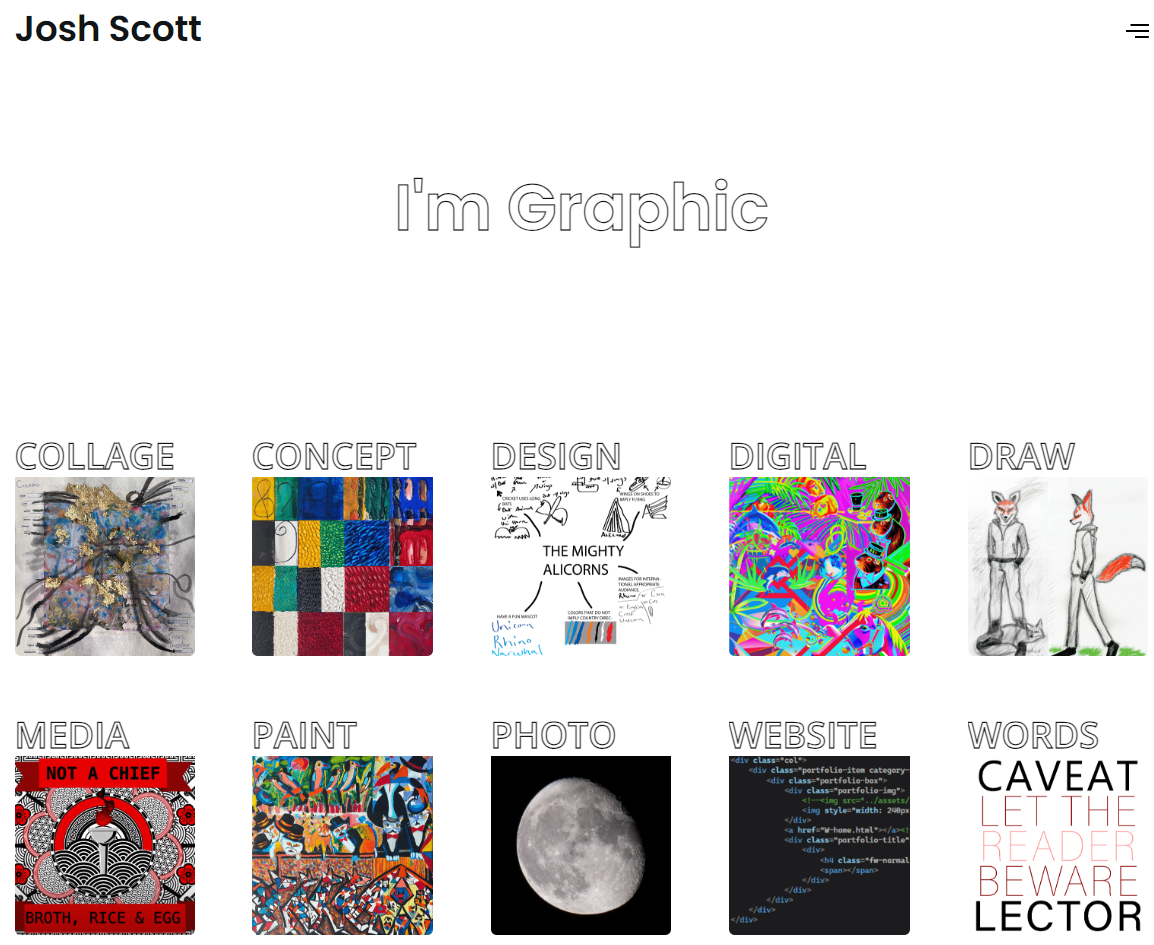 Josh Scott
I'm Graphic
COLLAGE
CONCEPT
DESIGN
DIGITAL
DRAW
CRICKET USES LONG
WINGS ON SHOES TO
IMPLY FLYING
THE MIGHTY
ALICORNS
IMAGES FOR INTERNA-
TIONAL APPROPRIATE
AUDIANCE
HAVE A FUN MASCOT
Unicorn
Rhino
Narwhal
COLORS THAT DO NOT
IMPLY COUNTRY DIREC
MEDIA
PAINT
PHOTO
WEBSITE
WORDS
NOT A CHIEF
BROTH, RICE & EGG
<div class="col">
<div class="portfolio-item category-
<div class="portfolio-box">
<div class="portfolio-img">
<!--<img src="../assets/
<img style="width: 240px
</div>
<a href="W-home.html"></a><!
<div class="portfolio-title"
<div>
<h4 class="fw-normal
<span></span>
</div>
</div>
</div>
</div>
CAVEAT
LET THE
READER
BEWARE
LECTOR